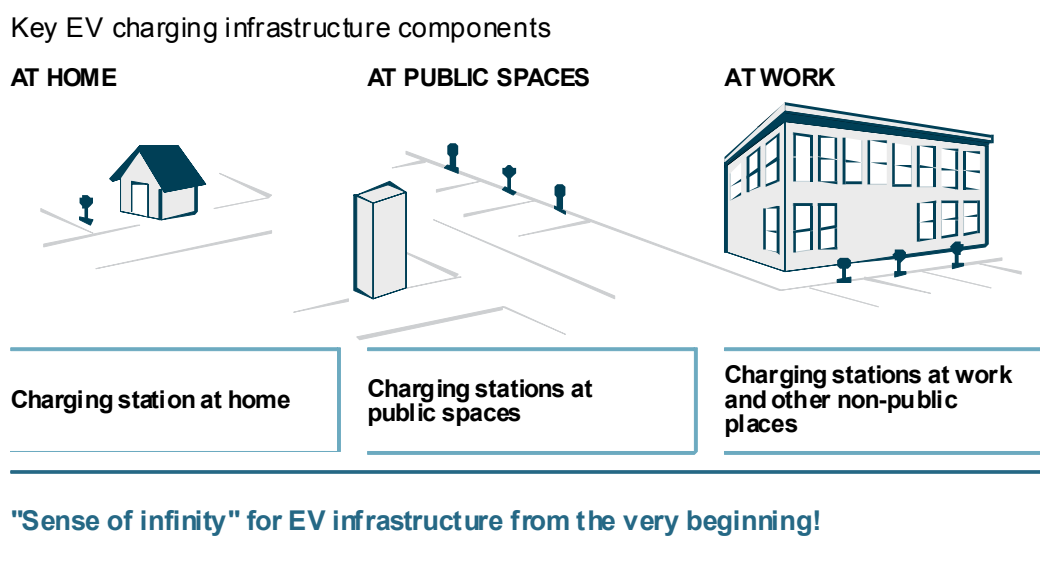 Key EV charging infrastructure components
AT HOME
AT PUBLIC SPACES
AT WORK
Charging station at home
Charging stations at
public spaces
Charging stations at work
and other non-public
places
"Sense of infinity" for EV infrastructure from the very beginning!